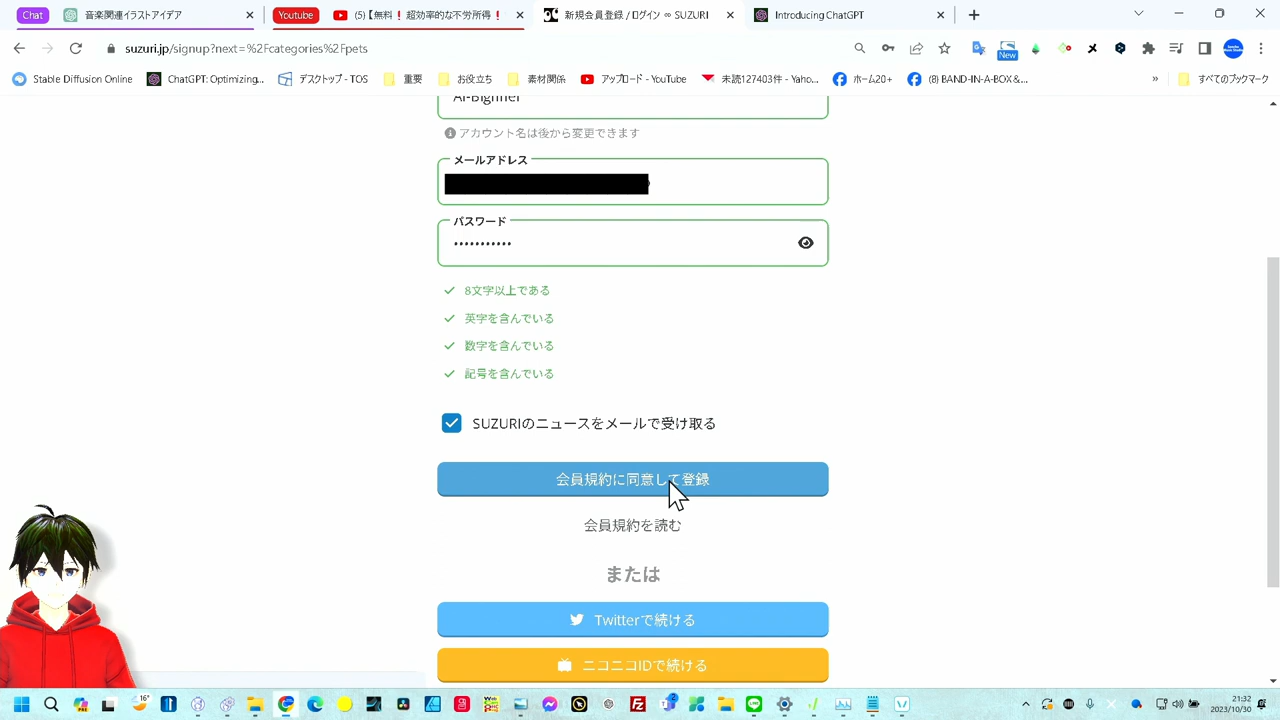 Chat 音楽関連イラストアイデア Youtube (5)【無料❗超効率的な不労所得❗ 新規会員登録 / ログイン ∞ SUZURI Introducing ChatGPT
suzuri.jp/signup?next=%2Fcategories%2Fpets
New
Stable Diffusion Online ChatGPT: Optimizing... デスクトップ - TOS 重要 お役立ち 素材関係 アップロード - YouTube 未読127403件 - Yaho... ホーム20+ (8) BAND-IN-A-BOX &... » すべてのブックマーク
アカウント名は後から変更できます
メールアドレス
パスワード
•••••••••••
8文字以上である
英字を含んでいる
数字を含んでいる
記号を含んでいる
SUZURIのニュースをメールで受け取る
会員規約に同意して登録
会員規約を読む
または
Twitterで続ける
ニコニコIDで続ける
16°
21:32
2023/10/30